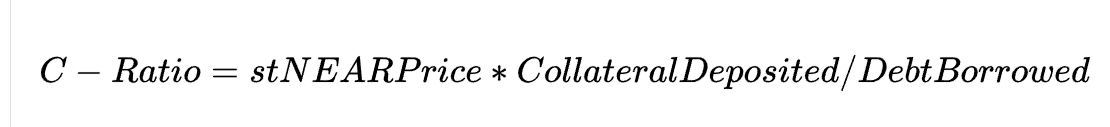 C − Ratio = stNEARPrice * CollateralDeposited/DebtBorrowed